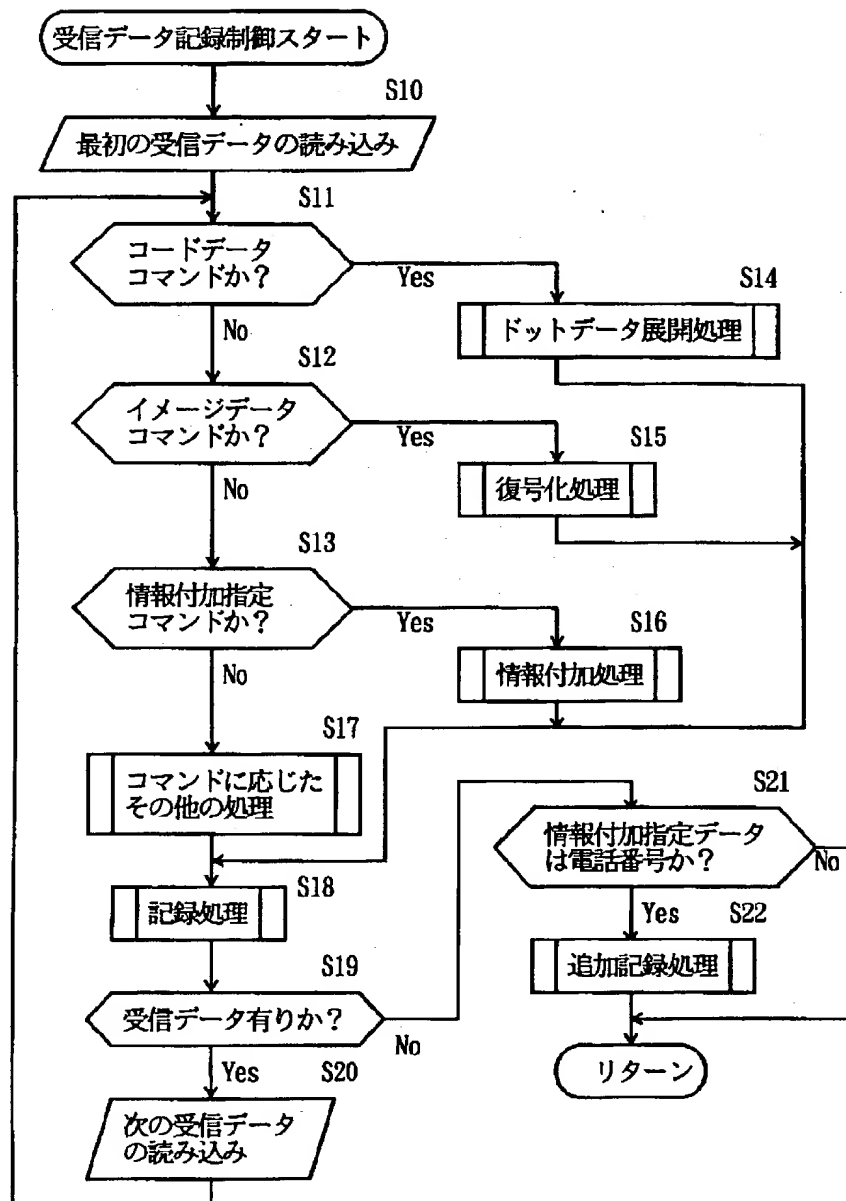 受信データ記録制御スタート
S10
最初の受信データの読み込み
S11
コードデータ
コマンドか？
Yes
No
S14
ドットデータ展開処理
S12
イメージデータ
コマンドか？
Yes
No
S15
復号化処理
S13
情報付加指定
コマンドか？
Yes
No
S16
情報付加処理
S17
コマンドに応じた
その他の処理
S18
記録処理
S19
受信データ有りか？
No
Yes
S20
次の受信データ
の読み込み
S21
情報付加指定データ
は電話番号か？
No
Yes
S22
追加記録処理
リターン